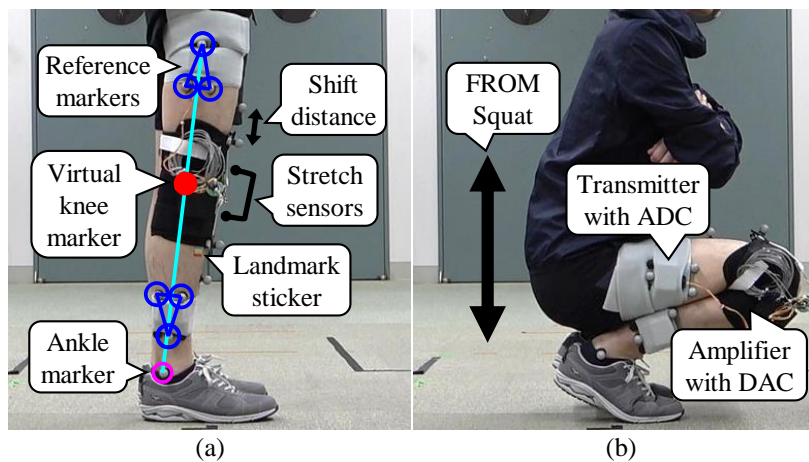 Reference
markers
Shift
distance
Virtual
knee
marker
Stretch
sensors
Landmark
sticker
Ankle
marker
(a)
FROM
Squat
Transmitter
with ADC
Amplifier
with DAC
(b)